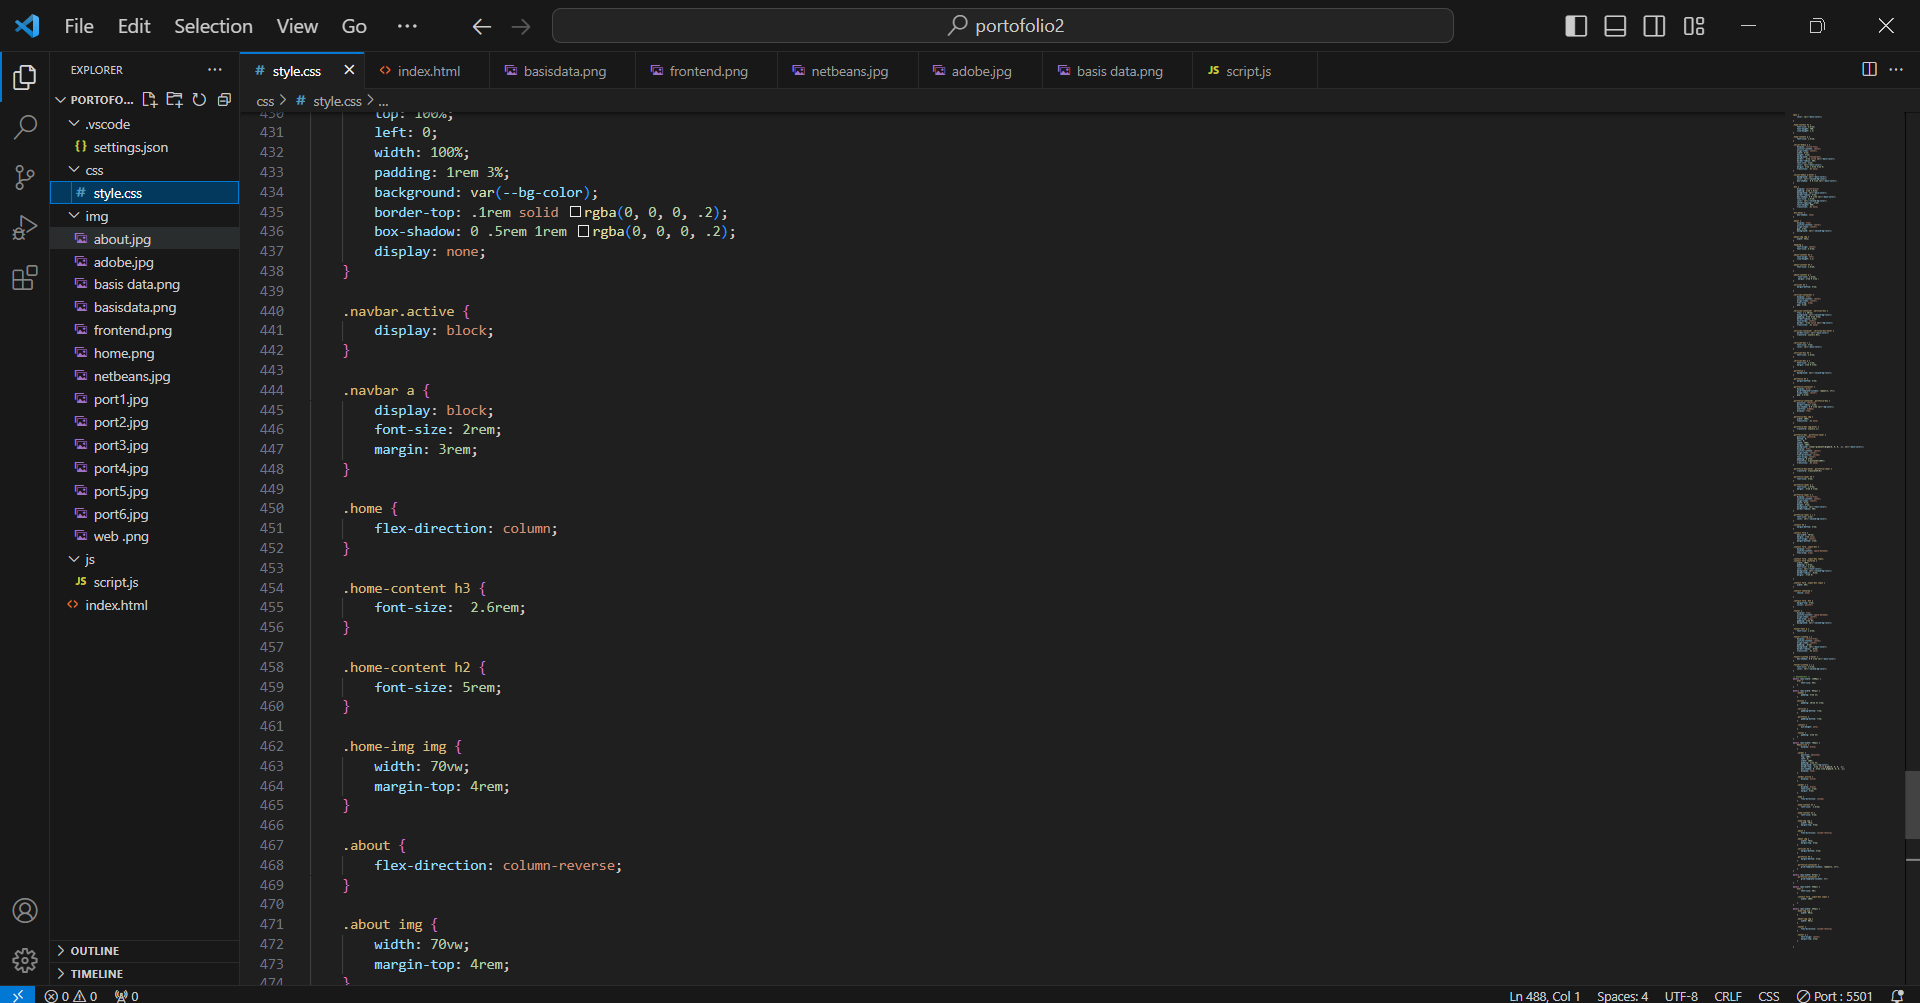 File Edit Selection View Go ··· portofolio2
EXPLORER ···
PORTOFO...
.vscode
{} settings.json
css
# style.css
img
about.jpg
adobe.jpg
basis data.png
basisdata.png
frontend.png
home.png
netbeans.jpg
port1.jpg
port2.jpg
port3.jpg
port4.jpg
port5.jpg
port6.jpg
web .png
js
JS script.js
<> index.html
OUTLINE
TIMELINE
# style.css <> index.html basisdata.png frontend.png netbeans.jpg adobe.jpg basis data.png JS script.js
css > # style.css > ...
430 top: 100%;
431 left: 0;
432 width: 100%;
433 padding: 1rem 3%;
434 background: var(--bg-color);
435 border-top: .1rem solid rgba(0, 0, 0, .2);
436 box-shadow: 0 .5rem 1rem rgba(0, 0, 0, .2);
437 display: none;
438 }
439
440 .navbar.active {
441 display: block;
442 }
443
444 .navbar a {
445 display: block;
446 font-size: 2rem;
447 margin: 3rem;
448 }
449
450 .home {
451 flex-direction: column;
452 }
453
454 .home-content h3 {
455 font-size:  2.6rem;
456 }
457
458 .home-content h2 {
459 font-size: 5rem;
460 }
461
462 .home-img img {
463 width: 70vw;
464 margin-top: 4rem;
465 }
466
467 .about {
468 flex-direction: column-reverse;
469 }
470
471 .about img {
472 width: 70vw;
473 margin-top: 4rem;
474 }
0 0 0 Ln 488, Col 1 Spaces: 4 UTF-8 CRLF CSS Port : 5501